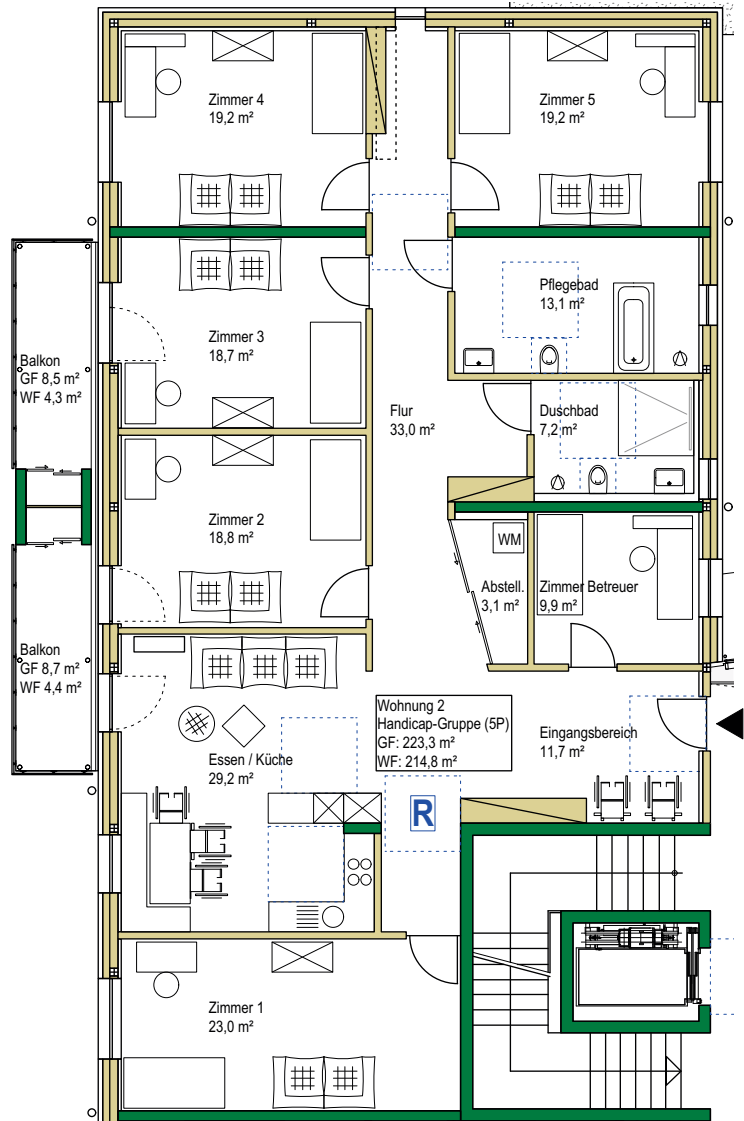 Zimmer 4
19,2 m²
Zimmer 5
19,2 m²
Pflegebad
13,1 m²
Zimmer 3
18,7 m²
Balkon
GF 8,5 m²
WF 4,3 m²
Flur
33,0 m²
Duschbad
7,2 m²
Zimmer 2
18,8 m²
WM
Abstell.
3,1 m²
Zimmer Betreuer
9,9 m²
Balkon
GF 8,7 m²
WF 4,4 m²
Wohnung 2
Handicap-Gruppe (5P)
GF: 223,3 m²
WF: 214,8 m²
Eingangsbereich
11,7 m²
Essen / Küche
29,2 m²
R
Zimmer 1
23,0 m²